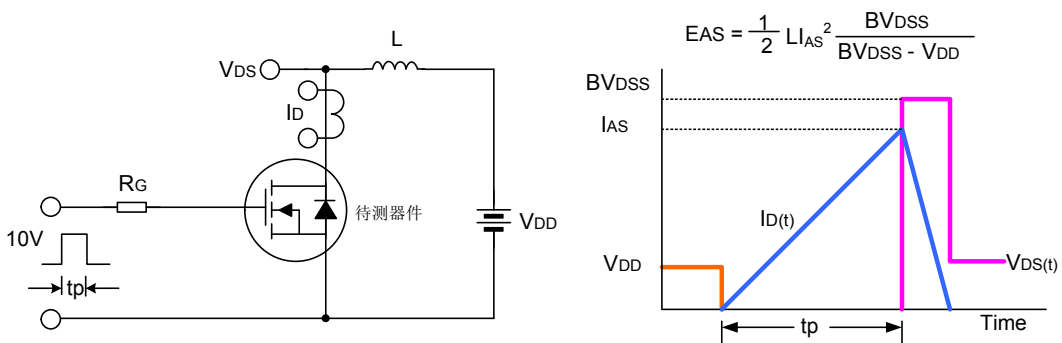 VDS
L
ID
RG
10V
tp
待测器件
VDD
EAS = 1/2 LIAS² BVDSS / BVDSS - VDD
BVDSS
IAS
ID(t)
VDD
VDS(t)
tp
Time